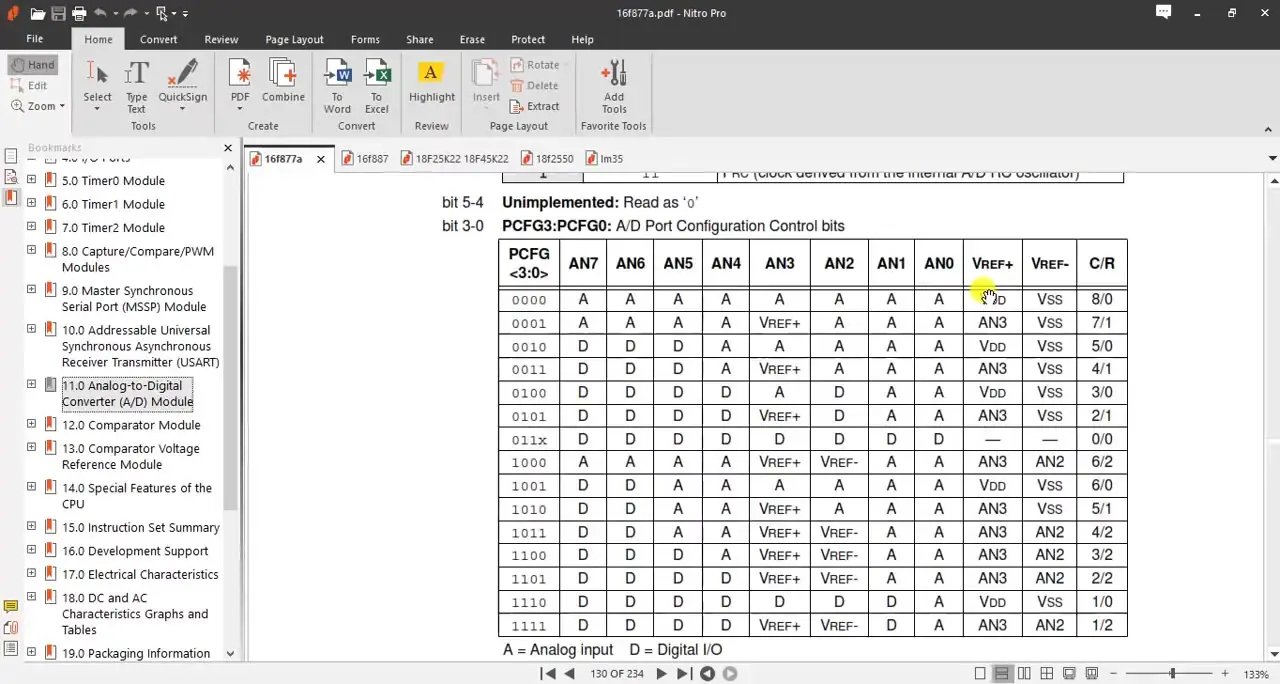 16f877a.pdf - Nitro Pro
File Home Convert Review Page Layout Forms Share Erase Protect Help
Hand
Edit
Zoom
Select
Type Text
QuickSign
Tools
PDF
Combine
Create
To Word
To Excel
Convert
Highlight
Review
Insert
Rotate
Delete
Extract
Page Layout
Add Tools
Favorite Tools
Bookmarks
4.0 I/O Ports
5.0 Timer0 Module
6.0 Timer1 Module
7.0 Timer2 Module
8.0 Capture/Compare/PWM
Modules
9.0 Master Synchronous
Serial Port (MSSP) Module
10.0 Addressable Universal
Synchronous Asynchronous
Receiver Transmitter (USART)
11.0 Analog-to-Digital
Converter (A/D) Module
12.0 Comparator Module
13.0 Comparator Voltage
Reference Module
14.0 Special Features of the
CPU
15.0 Instruction Set Summary
16.0 Development Support
17.0 Electrical Characteristics
18.0 DC and AC
Characteristics Graphs and
Tables
19.0 Packaging Information
16f877a 16f887 18F25K22 18F45K22 18f2550 lm35
1 11 FRC (clock derived from the internal A/D RC oscillator)
bit 5-4 Unimplemented: Read as ‘0’
bit 3-0 PCFG3:PCFG0: A/D Port Configuration Control bits
PCFG <3:0> AN7 AN6 AN5 AN4 AN3 AN2 AN1 AN0 VREF+ VREF- C/R
0000 A A A A A A A A VDD VSS 8/0
0001 A A A A VREF+ A A A AN3 VSS 7/1
0010 D D D A A A A A VDD VSS 5/0
0011 D D D A VREF+ A A A AN3 VSS 4/1
0100 D D D D A D A A VDD VSS 3/0
0101 D D D D VREF+ D A A AN3 VSS 2/1
011x D D D D D D D D — — 0/0
1000 A A A A VREF+ VREF- A A AN3 AN2 6/2
1001 D D A A A A A A VDD VSS 6/0
1010 D D A A VREF+ A A A AN3 VSS 5/1
1011 D D A A VREF+ VREF- A A AN3 AN2 4/2
1100 D D D A VREF+ VREF- A A AN3 AN2 3/2
1101 D D D D VREF+ VREF- A A AN3 AN2 2/2
1110 D D D D D D D A VDD VSS 1/0
1111 D D D D VREF+ VREF- D A AN3 AN2 1/2
A = Analog input D = Digital I/O
130 OF 234
133%